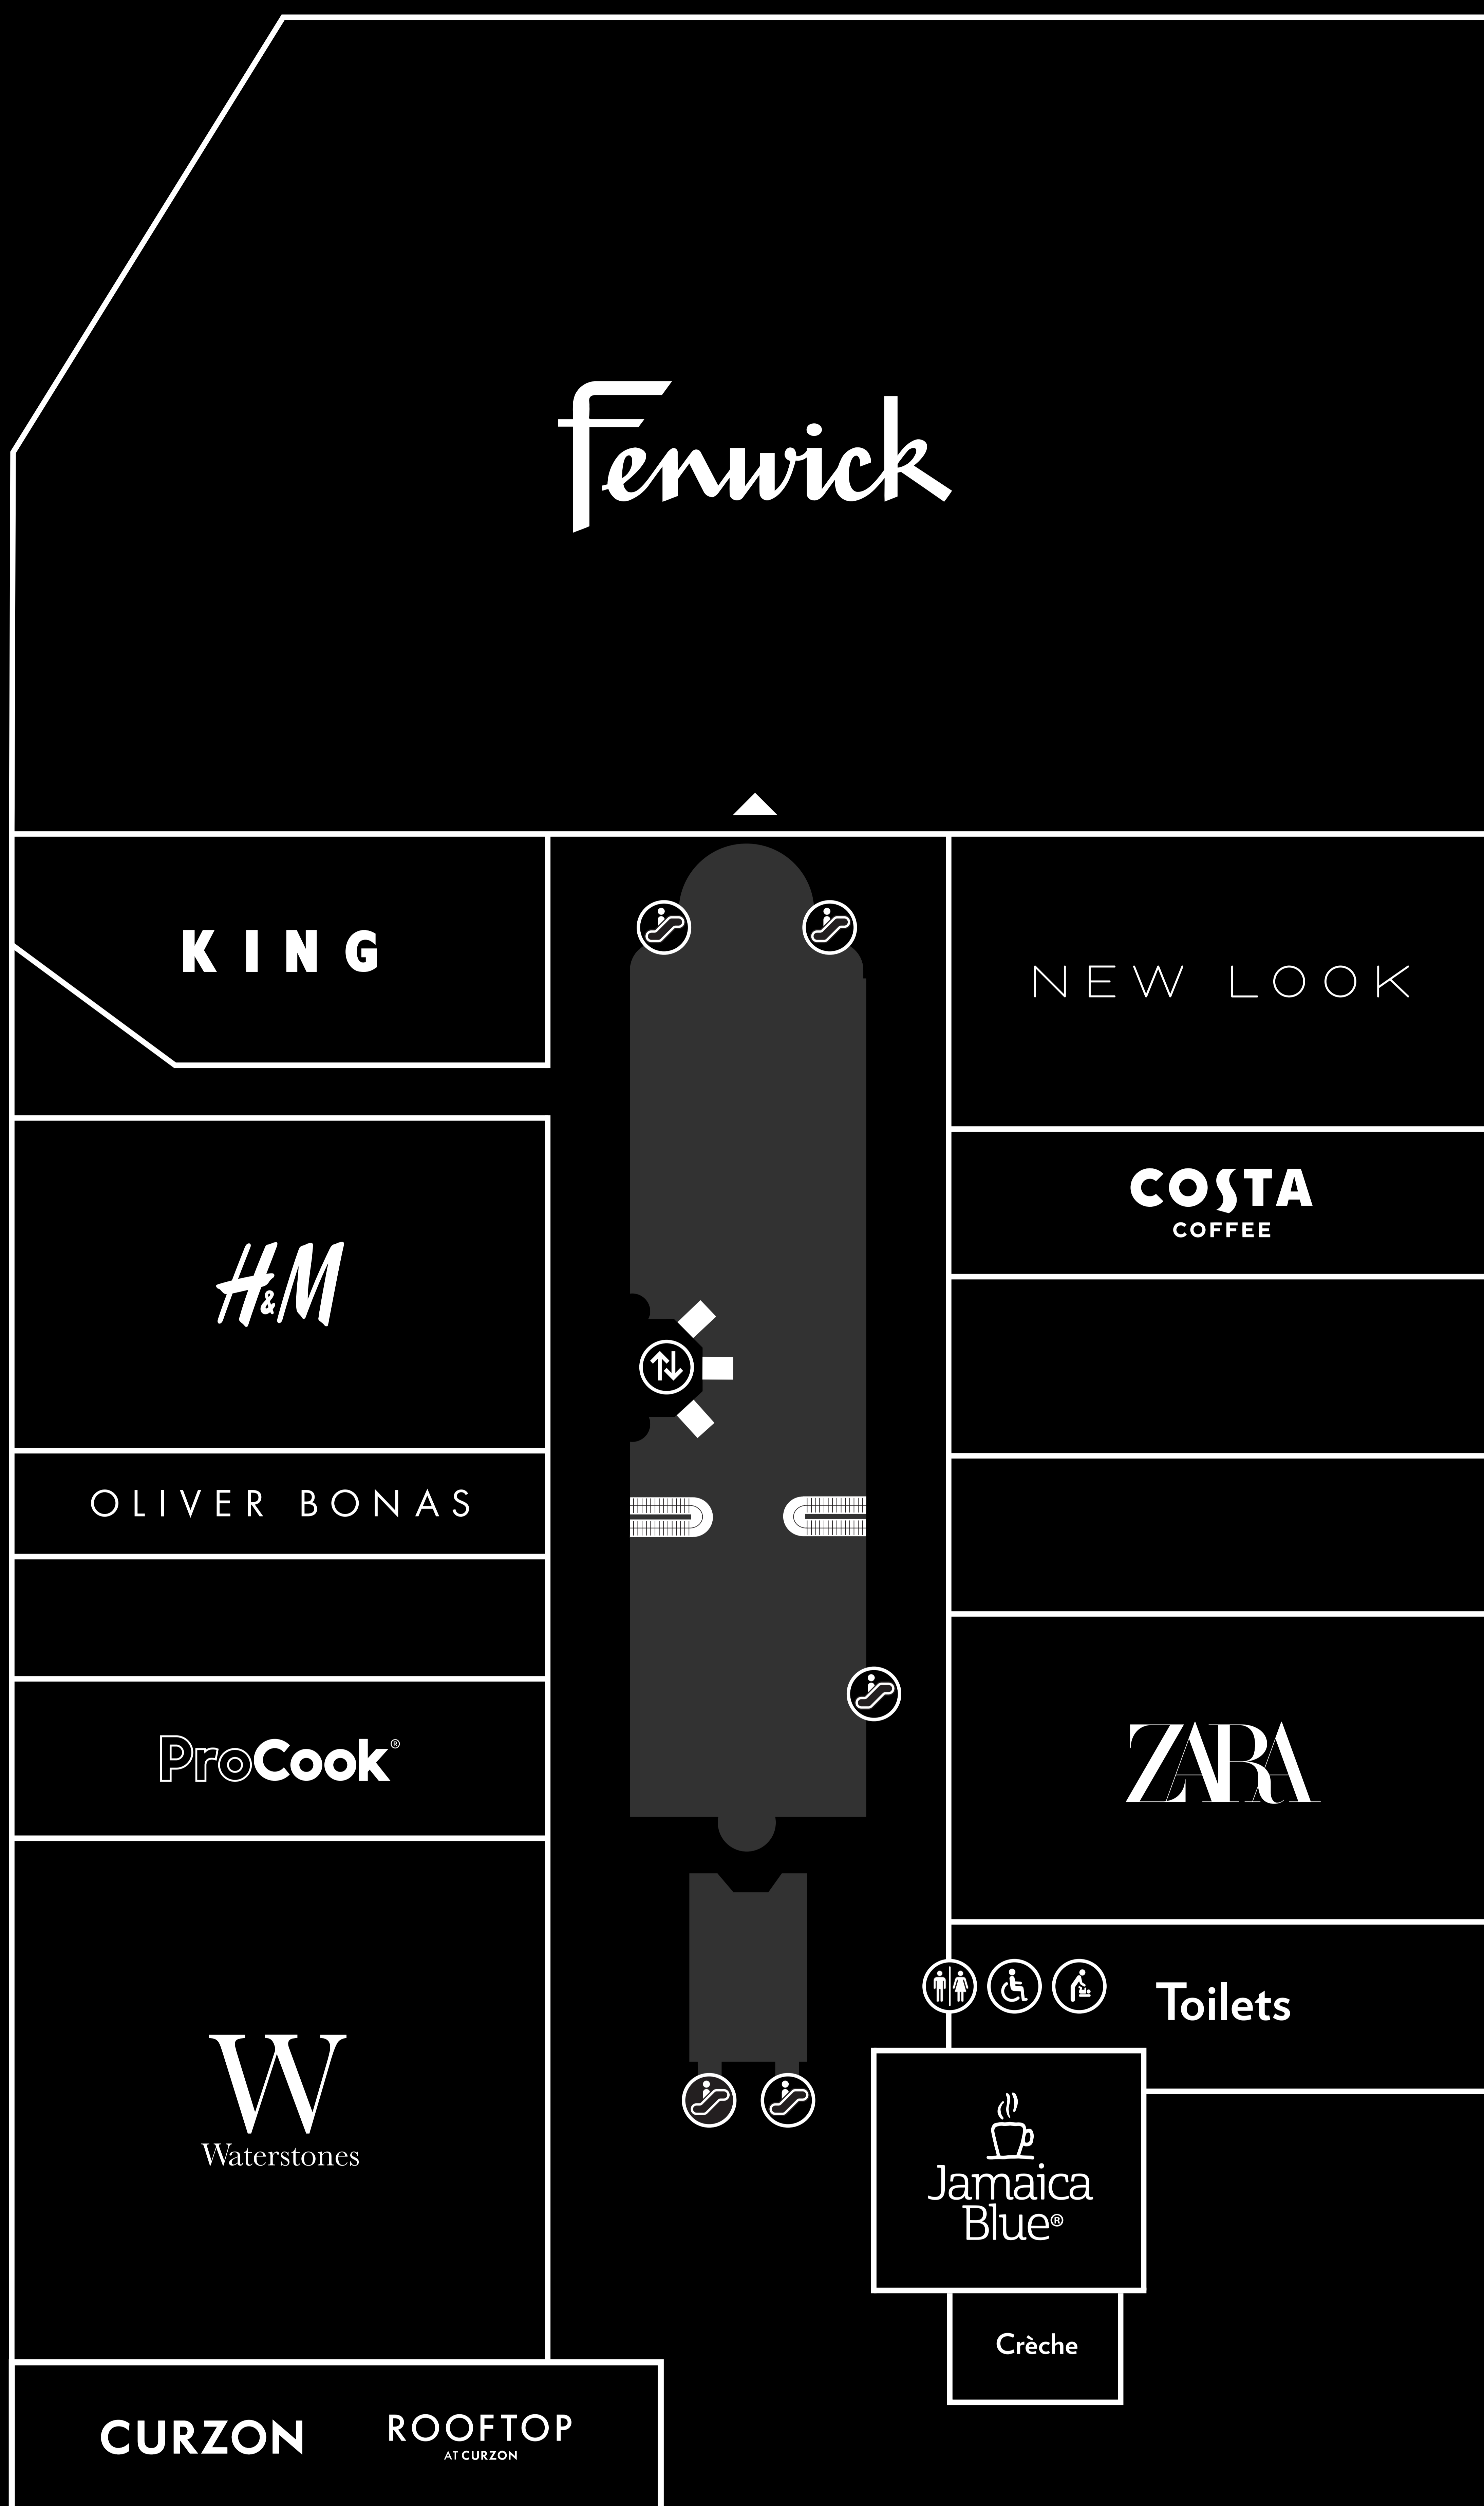 Fenwick
KING
NEW LOOK
COSTA
COFFEE
H&M
OLIVER BONAS
ProCook®
ZARA
Toilets
W
Waterstones
Jamaica
Blue®
Crèche
CURZON
ROOFTOP
AT CURZON